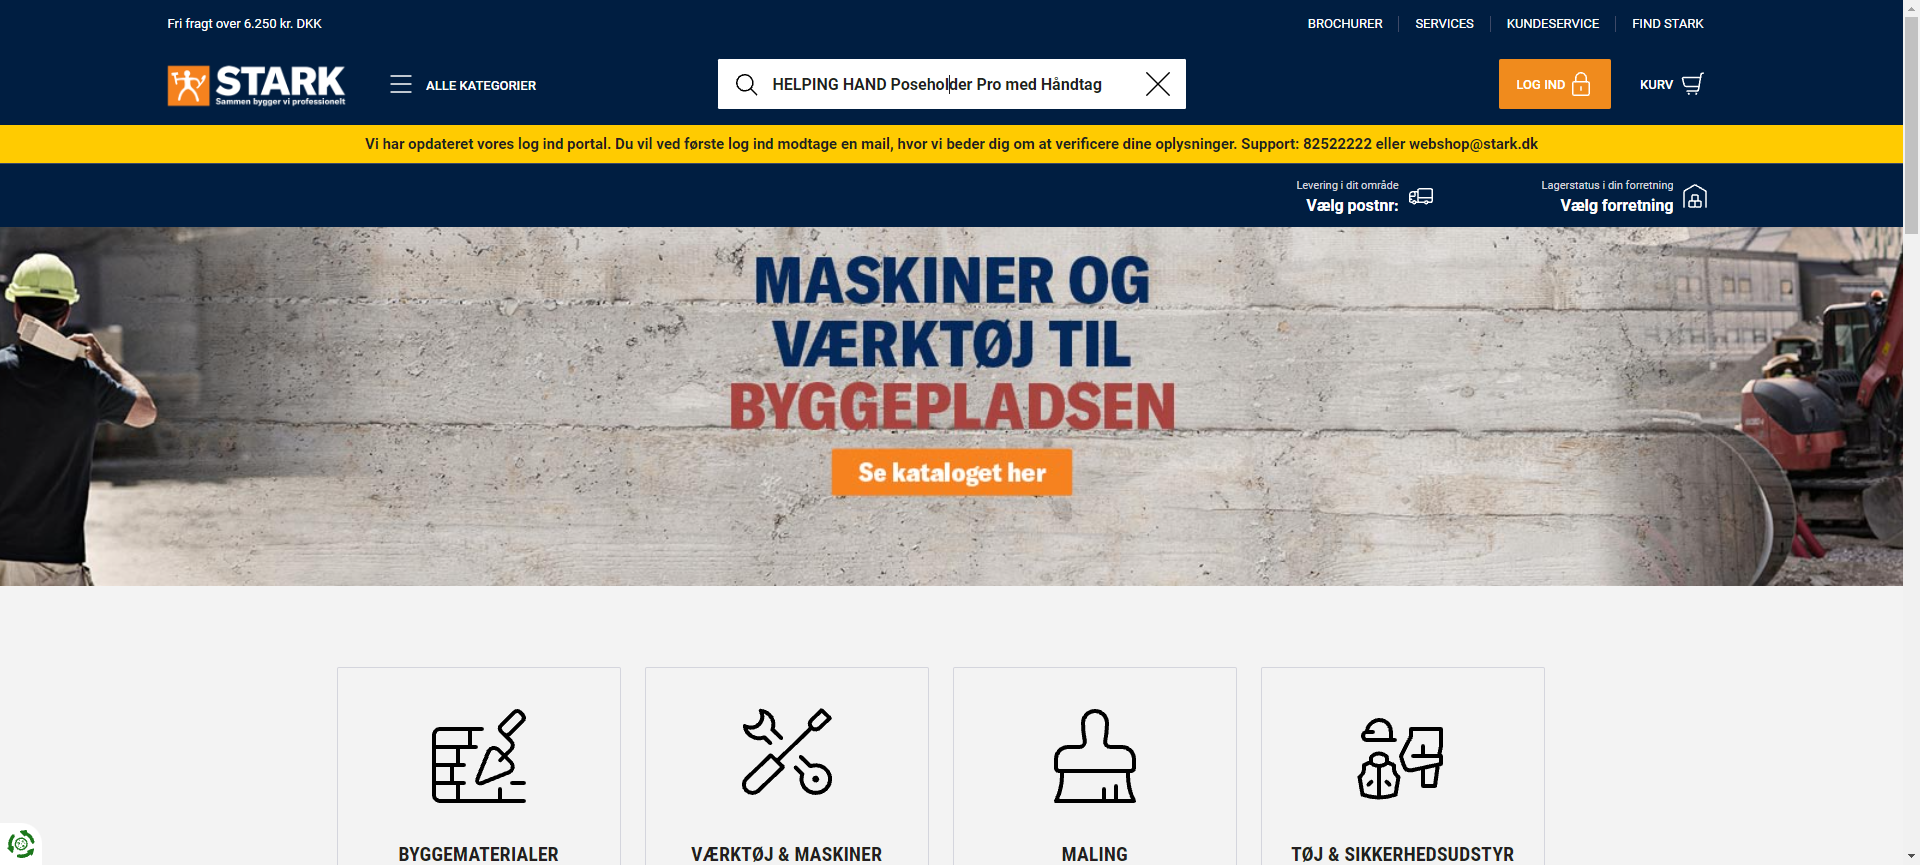 Fri fragt over 6.250 kr. DKK
BROCHURER
SERVICES
KUNDESERVICE
FIND STARK
STARK
Sammen bygger vi professionelt
ALLE KATEGORIER
HELPING HAND Poseholder Pro med Håndtag
LOG IND
KURV
Vi har opdateret vores log ind portal. Du vil ved første log ind modtage en mail, hvor vi beder dig om at verificere dine oplysninger. Support: 82522222 eller webshop@stark.dk
Levering i dit område
Vælg postnr:
Lagerstatus i din forretning
Vælg forretning
MASKINER OG
VÆRKTØJ TIL
BYGGEPLADSEN
Se kataloget her
BYGGEMATERIALER
VÆRKTØJ & MASKINER
MALING
TØJ & SIKKERHEDSUDSTYR